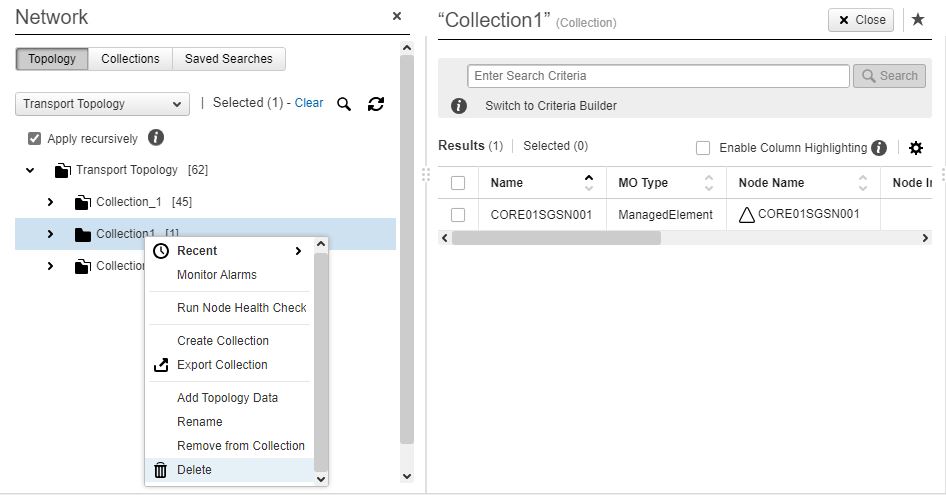 Network
Topology Collections Saved Searches
Transport Topology | Selected (1) - Clear
Apply recursively
Transport Topology [62]
Collection_1 [45]
Collection1 [1]
Collection
Recent
Monitor Alarms
Run Node Health Check
Create Collection
Export Collection
Add Topology Data
Rename
Remove from Collection
Delete
“Collection1” (Collection) Close
Enter Search Criteria Search
Switch to Criteria Builder
Results (1) | Selected (0) Enable Column Highlighting
Name MO Type Node Name Node In
CORE01SGSN001 ManagedElement CORE01SGSN001